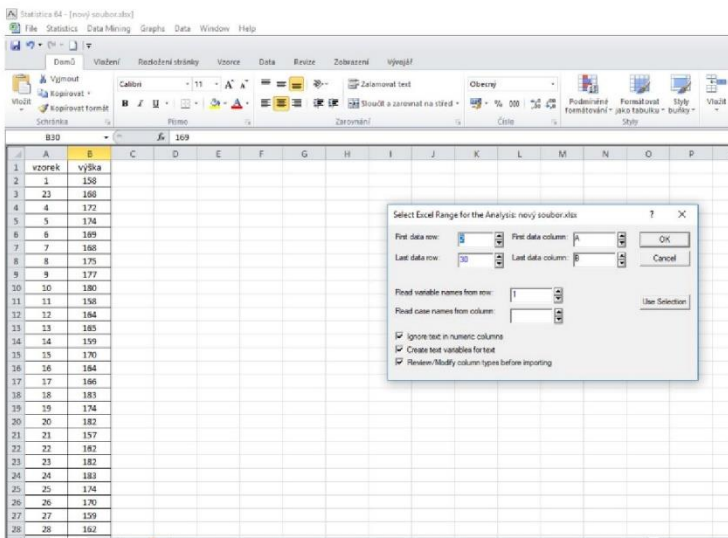 Statistica 64 - [nový soubor.xlsx]
File Statistics Data Mining Graphs Data Window Help
Domů Vložení Rozložení stránky Vzorce Data Revize Zobrazení Vývojář
Vložit
Vyjmout
Kopírovat
Kopírovat formát
Schránka
Calibri 11
B I U
Písmo
Zalamovat text
Sloučit a zarovnat na střed
Zarovnání
Obecný
% 000
Číslo
Podmíněné formátování
Formátovat jako tabulku
Styly buňky
Styly
Vložit
B30 fx 169
A B C D E F G H I J K L M N O P
1 vzorek výška
2 1 158
3 23 168
4 4 172
5 5 174
6 6 169
7 7 168
8 8 175
9 9 177
10 10 180
11 11 158
12 12 164
13 13 165
14 14 159
15 15 170
16 16 164
17 17 166
18 18 183
19 19 174
20 20 182
21 21 157
22 22 162
23 23 182
24 24 183
25 25 174
26 26 170
27 27 159
28 28 162
Select Excel Range for the Analysis: nový soubor.xlsx ? X
First data row: First data column: A OK
Last data row: 30 Last data column: B Cancel
Read variable names from row: 1 Use Selection
Read case names from column:
Ignore text in numeric columns
Create text variables for text
Review/Modify column types before importing